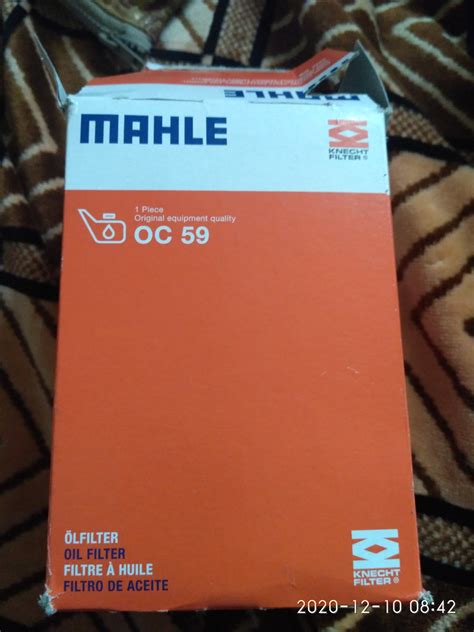 MAHLE
KNECHT
FILTER®
1 Piece
Original equipment quality
OC 59
ÖLFILTER
OIL FILTER
FILTRE À HUILE
FILTRO DE ACEITE
KNECHT
FILTER®
2020-12-10 08:42